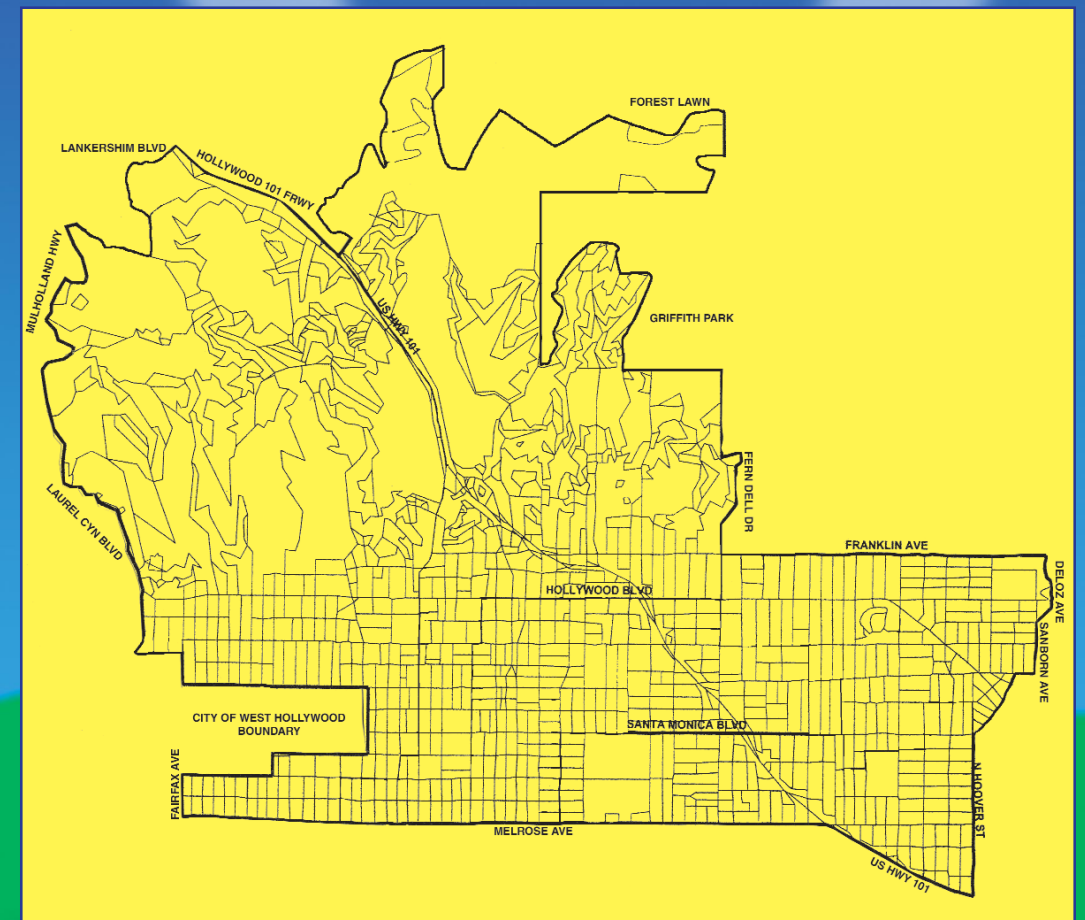 FOREST LAWN
LANKERSHIM BLVD
HOLLYWOOD 101 FRWY
MULHOLLAND HWY
US HWY 101
GRIFFITH PARK
FERN DELL DR
LAUREL CYN BLVD
FRANKLIN AVE
HOLLYWOOD BLVD
DELOZ AVE
SANBORN AVE
CITY OF WEST HOLLYWOOD
BOUNDARY
SANTA MONICA BLVD
FAIRFAX AVE
N HOOVER ST
MELROSE AVE
US HWY 101